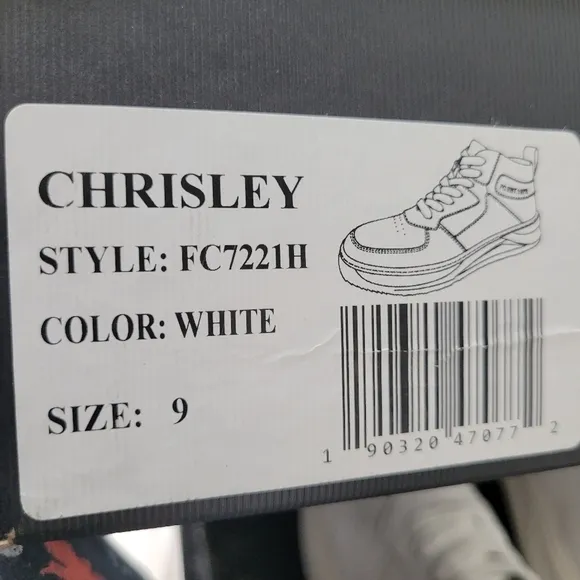 CHRISLEY
STYLE: FC7221H
COLOR: WHITE
SIZE: 9
1 90320 47077 2